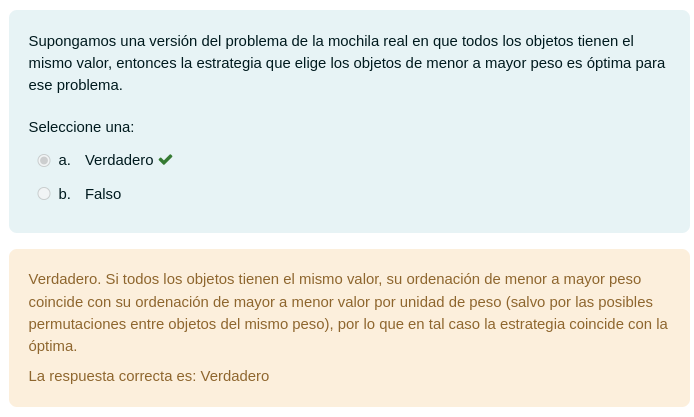 Supongamos una versión del problema de la mochila real en que todos los objetos tienen el
mismo valor, entonces la estrategia que elige los objetos de menor a mayor peso es óptima para
ese problema.
Seleccione una:
a. Verdadero
b. Falso
Verdadero. Si todos los objetos tienen el mismo valor, su ordenación de menor a mayor peso
coincide con su ordenación de mayor a menor valor por unidad de peso (salvo por las posibles
permutaciones entre objetos del mismo peso), por lo que en tal caso la estrategia coincide con la
óptima.
La respuesta correcta es: Verdadero